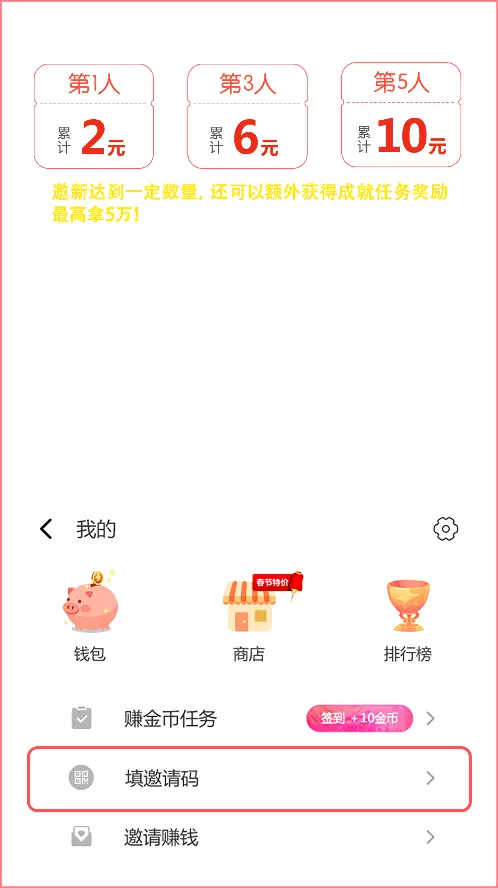 第1人
累计2元
第3人
累计6元
第5人
累计10元
邀新达到一定数量, 还可以额外获得成就任务奖励
最高拿5万!
我的
春节特价
钱包
商店
排行榜
赚金币任务
签到 +10金币
填邀请码
邀请赚钱